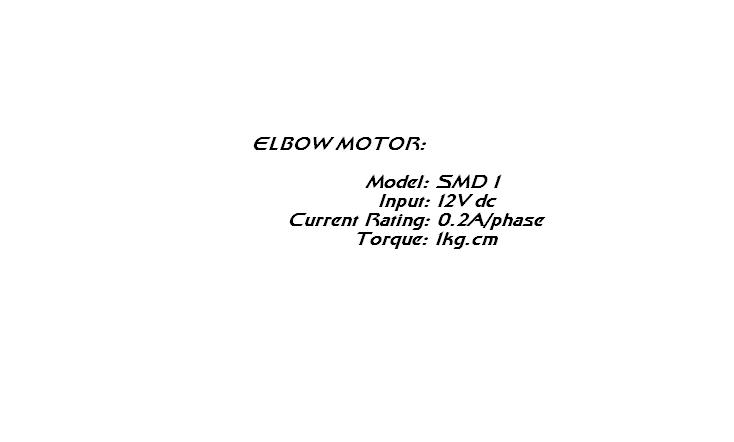 ELBOW MOTOR:
Model: SMD 1
Input: 12V dc
Current Rating: 0.2A/phase
Torque: 1kg.cm